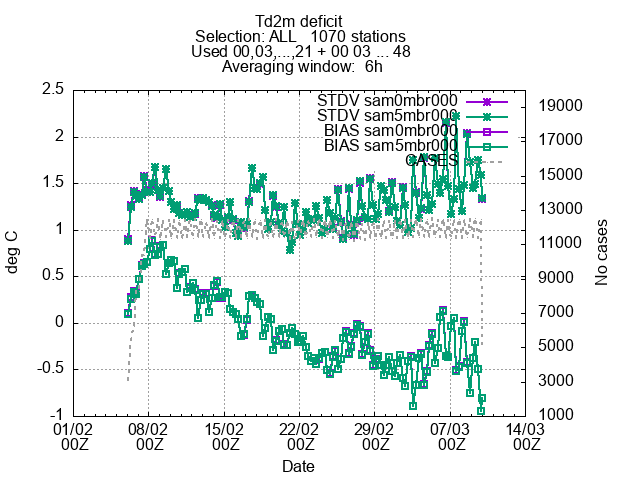 Td2m deficit
Selection: ALL   1070 stations
Used 00,03,...,21 + 00 03 ... 48
Averaging window:  6h
STDV sam0mbr000
STDV sam5mbr000
BIAS sam0mbr000
BIAS sam5mbr000
CASES
deg C
2.5
2
1.5
1
0.5
0
-0.5
-1
No cases
19000
17000
15000
13000
11000
9000
7000
5000
3000
1000
01/02 08/02 15/02 22/02 29/02 07/03 14/03
00Z 00Z 00Z 00Z 00Z 00Z 00Z
Date